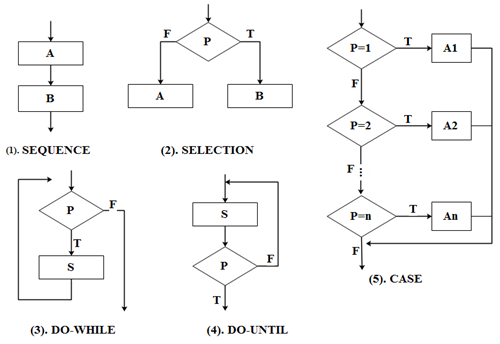 A
B
(1). SEQUENCE
F
P
T
A
B
(2). SELECTION
P
F
T
S
(3). DO-WHILE
S
P
F
T
(4). DO-UNTIL
P=1
T
A1
F
P=2
T
A2
F
P=n
T
An
F
(5). CASE